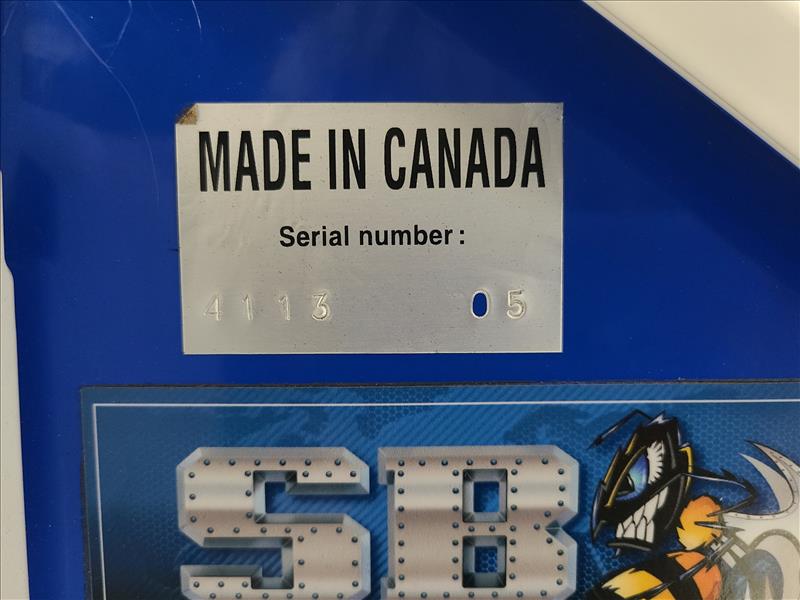 MADE IN CANADA
Serial number:
4113 05
SB